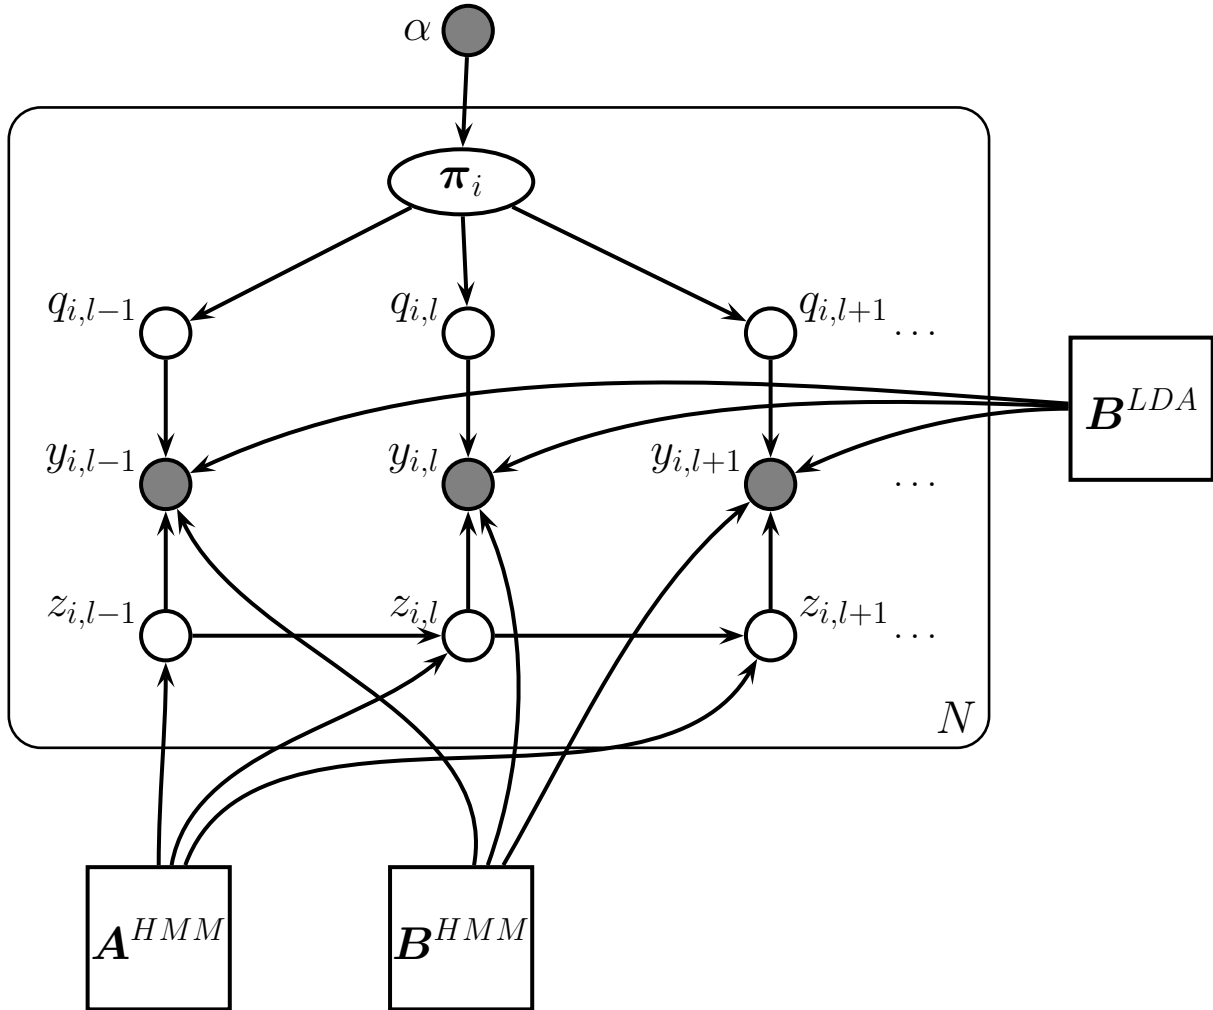 α
π_i
q_{i,l−1} q_{i,l} q_{i,l+1} ...
B^{LDA}
y_{i,l−1} y_{i,l} y_{i,l+1} ...
z_{i,l−1} z_{i,l} z_{i,l+1} ...
N
A^{HMM} B^{HMM}